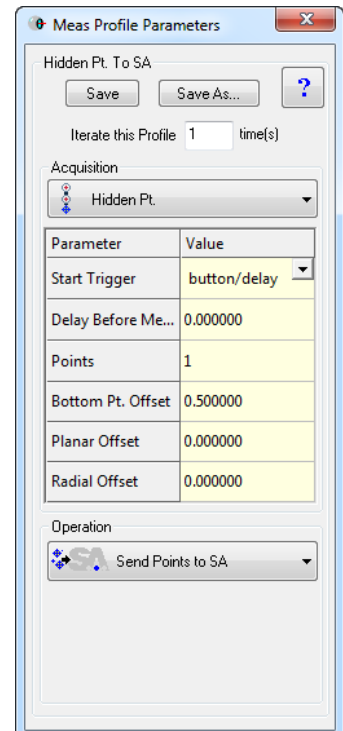 Meas Profile Parameters
Hidden Pt. To SA
Save Save As... ?
Iterate this Profile 1 time(s)
Acquisition
Hidden Pt.
Parameter Value
Start Trigger button/delay
Delay Before Me... 0.000000
Points 1
Bottom Pt. Offset 0.500000
Planar Offset 0.000000
Radial Offset 0.000000
Operation
SA Send Points to SA